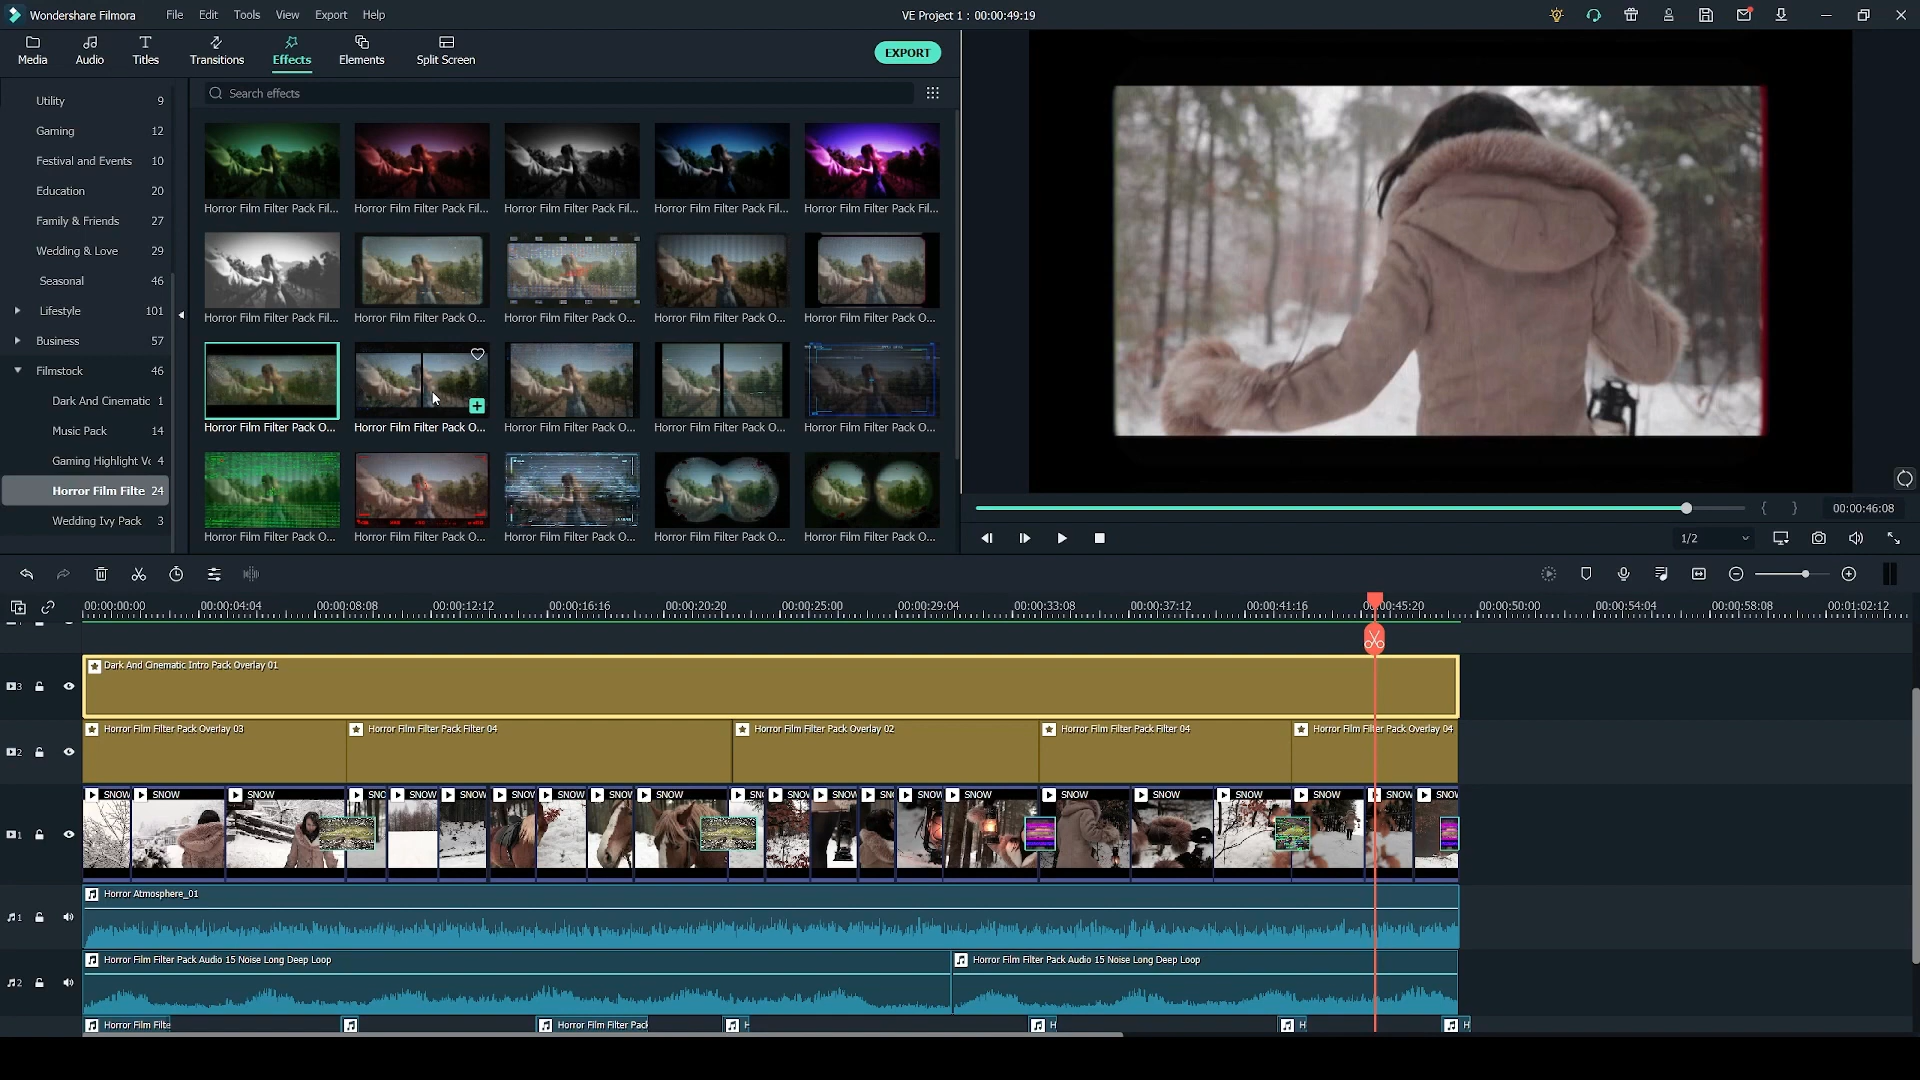 Wondershare Filmora File Edit Tools View Export Help VE Project 1 : 00:00:49:19
Media Audio Titles Transitions Effects Elements Split Screen EXPORT
Search effects
Utility 9
Gaming 12
Festival and Events 10
Education 20
Family & Friends 27
Wedding & Love 29
Seasonal 46
Lifestyle 101
Business 57
Filmstock 46
Dark And Cinematic 1
Music Pack 14
Gaming Highlight Vc 4
Horror Film Filte 24
Wedding Ivy Pack 3
Horror Film Filter Pack Fil... Horror Film Filter Pack Fil... Horror Film Filter Pack Fil... Horror Film Filter Pack Fil... Horror Film Filter Pack Fil...
Horror Film Filter Pack Fil... Horror Film Filter Pack O... Horror Film Filter Pack O... Horror Film Filter Pack O... Horror Film Filter Pack O...
Horror Film Filter Pack O... Horror Film Filter Pack O... Horror Film Filter Pack O... Horror Film Filter Pack O... Horror Film Filter Pack O...
Horror Film Filter Pack O... Horror Film Filter Pack O... Horror Film Filter Pack O... Horror Film Filter Pack O... Horror Film Filter Pack O...
{ } 00:00:46:08
1/2
00:00:00:00 00:00:04:04 00:00:08:08 00:00:12:12 00:00:16:16 00:00:20:20 00:00:25:00 00:00:29:04 00:00:33:08 00:00:37:12 00:00:41:16 00:00:45:20 00:00:50:00 00:00:54:04 00:00:58:08 00:01:02:12
3 Dark And Cinematic Intro Pack Overlay 01
2 Horror Film Filter Pack Overlay 03 Horror Film Filter Pack Filter 04 Horror Film Filter Pack Overlay 02 Horror Film Filter Pack Filter 04 Horror Film Filter Pack Overlay 04
1 SNOW SNOW SNOW SNC SNOW SNOW SNOW SNOW SNOW SNOW SN SNOW SNOW SN SNOW SNOW SNOW SNOW SNOW SNOW SNOW SNOW
1 Horror Atmosphere_01
2 Horror Film Filter Pack Audio 15 Noise Long Deep Loop Horror Film Filter Pack Audio 15 Noise Long Deep Loop
Horror Film Filte Horror Film Filter Pack H H H H